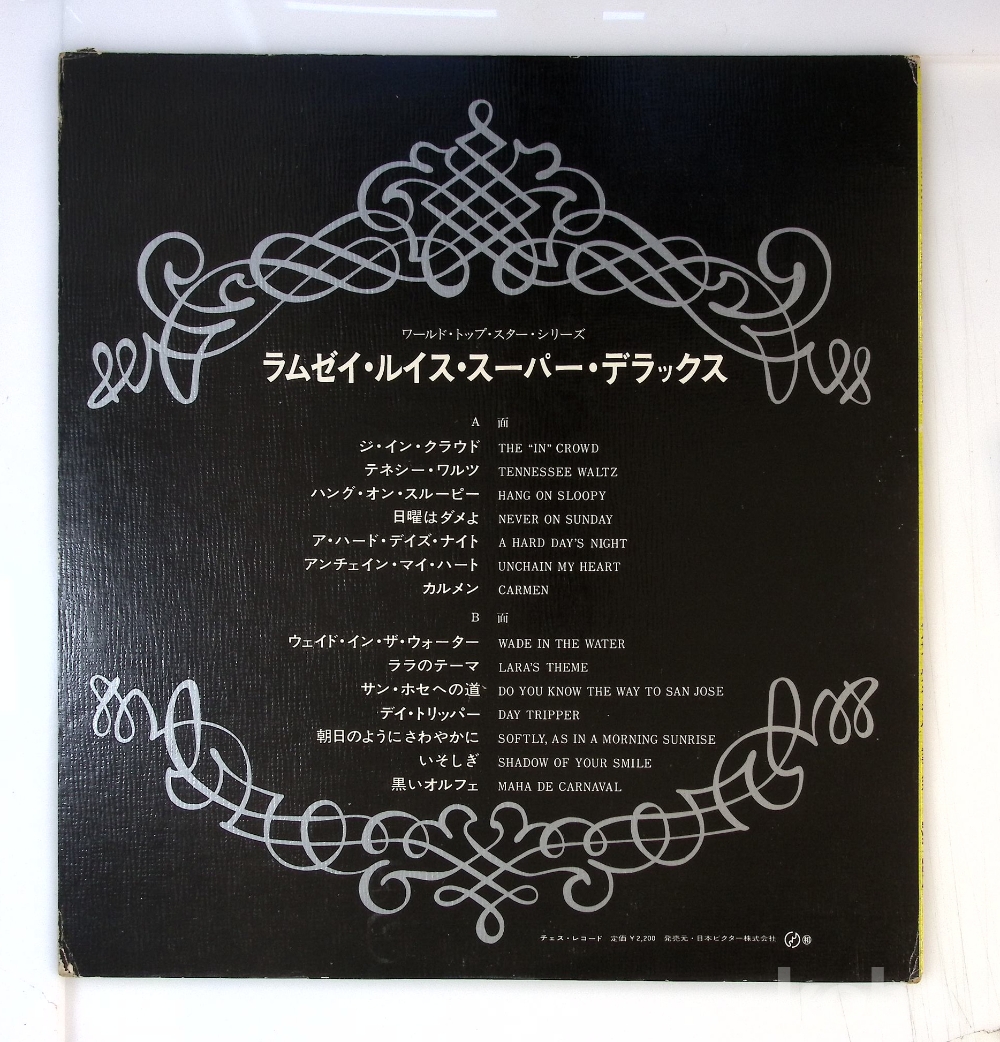 ワールド・トップ・スター・シリーズ
ラムゼイ・ルイス・スーパー・デラックス
A 面
ジ・イン・クラウド THE “IN” CROWD
テネシー・ワルツ TENNESSEE WALTZ
ハング・オン・スルーピー HANG ON SLOOPY
日曜はダメよ NEVER ON SUNDAY
ア・ハード・デイズ・ナイト A HARD DAY'S NIGHT
アンチェイン・マイ・ハート UNCHAIN MY HEART
カルメン CARMEN
B 面
ウェイド・イン・ザ・ウォーター WADE IN THE WATER
ララのテーマ LARA'S THEME
サン・ホセへの道 DO YOU KNOW THE WAY TO SAN JOSE
デイ・トリッパー DAY TRIPPER
朝日のようにさわやかに SOFTLY, AS IN A MORNING SUNRISE
いそしぎ SHADOW OF YOUR SMILE
黒いオルフェ MAHA DE CARNAVAL
チェス・レコード 定価 ¥2,200 発売元・日本ビクター株式会社